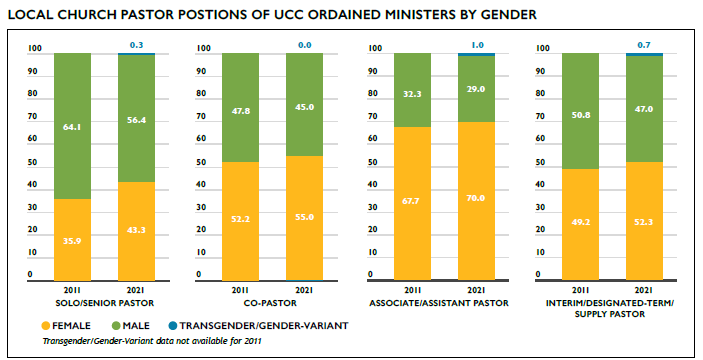 LOCAL CHURCH PASTOR POSTIONS OF UCC ORDAINED MINISTERS BY GENDER
0.3 0.0 1.0 0.7
100 100 100 100
90 90 90 90
80 80 80 80
70 70 70 70
60 60 60 60
50 50 50 50
40 40 40 40
30 30 30 30
20 20 20 20
10 10 10 10
0 0 0 0
64.1 56.4 47.8 45.0 32.3 29.0 50.8 47.0
35.9 43.3 52.2 55.0 67.7 70.0 49.2 52.3
2011 2021 2011 2021 2011 2021 2011 2021
SOLO/SENIOR PASTOR CO-PASTOR ASSOCIATE/ASSISTANT PASTOR INTERIM/DESIGNATED-TERM/
SUPPLY PASTOR
FEMALE MALE TRANSGENDER/GENDER-VARIANT
Transgender/Gender-Variant data not available for 2011